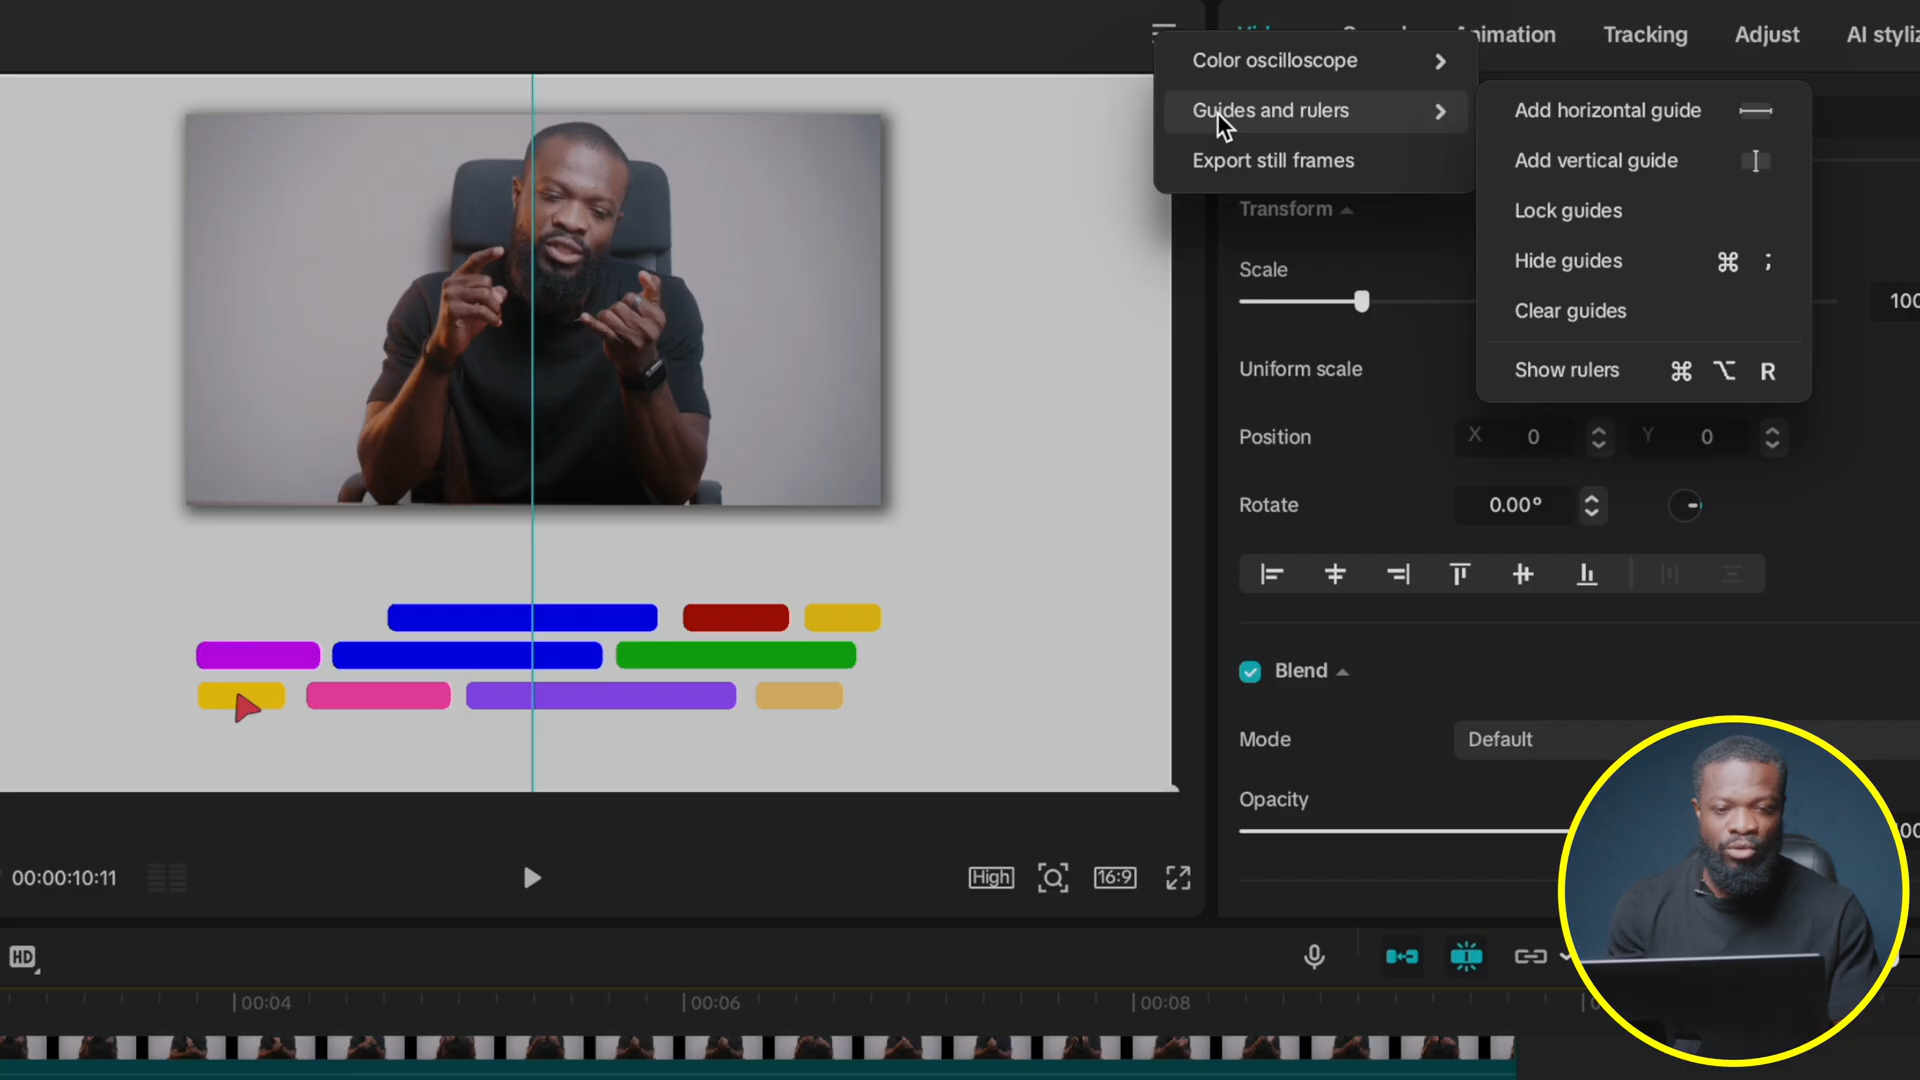 Animation
Tracking
Adjust
AI styliz
Color oscilloscope
Guides and rulers
Export still frames
Add horizontal guide
Add vertical guide
Lock guides
Hide guides ⌘ ;
Clear guides
Show rulers ⌘ ⌥ R
Transform
Scale
100
Uniform scale
Position X 0 Y 0
Rotate 0.00°
Blend
Mode Default
Opacity
00:00:10:11
High
16:9
HD
00:04
00:06
00:08